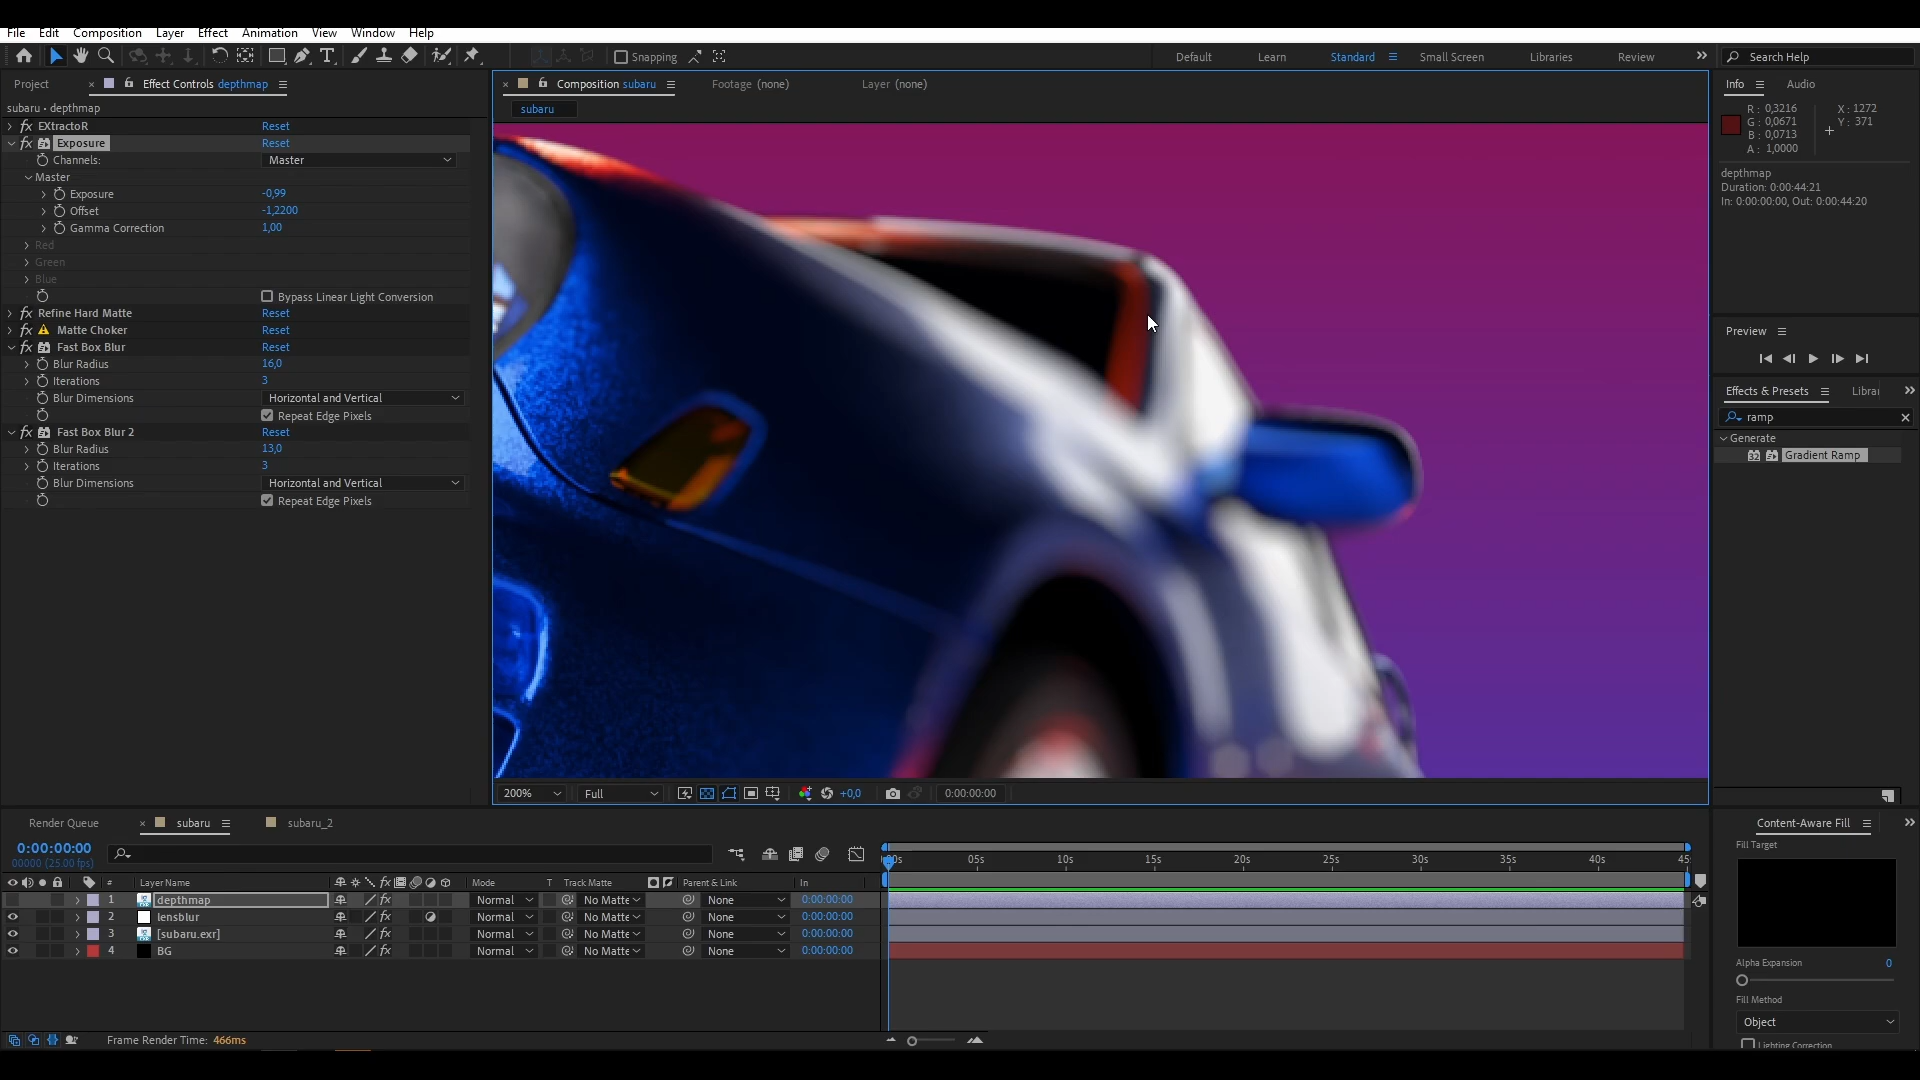 File Edit Composition Layer Effect Animation View Window Help
Snapping Default Learn Standard Small Screen Libraries Review Search Help
Project Effect Controls depthmap Composition subaru Footage (none) Layer (none) Info Audio
subaru • depthmap
subaru
R: 0,3216 X: 1272
G: 0,0671 Y: 371
B: 0,0713
A: 1,0000
depthmap
Duration: 0:00:44:21
In: 0:00:00:00, Out: 0:00:44:20
EXtractoR Reset
Exposure Reset
Channels: Master
Master
Exposure -0,99
Offset -1,2200
Gamma Correction 1,00
Red
Green
Blue
Bypass Linear Light Conversion
Refine Hard Matte Reset
Matte Choker Reset
Fast Box Blur Reset
Blur Radius 16,0
Iterations 3
Blur Dimensions Horizontal and Vertical
Repeat Edge Pixels
Fast Box Blur 2 Reset
Blur Radius 13,0
Iterations 3
Blur Dimensions Horizontal and Vertical
Repeat Edge Pixels
Preview
Effects & Presets Librar
ramp
Generate
Gradient Ramp
200% Full +0,0 0:00:00:00
Render Queue subaru subaru_2
0:00:00:00
00000 (25.00 fps)
00s 05s 10s 15s 20s 25s 30s 35s 40s 45
# Layer Name Mode T Track Matte Parent & Link In
1 depthmap Normal No Matte None 0:00:00:00
2 lensblur Normal No Matte None 0:00:00:00
3 [subaru.exr] Normal No Matte None 0:00:00:00
4 BG Normal No Matte None 0:00:00:00
Frame Render Time: 466ms
Content-Aware Fill
Fill Target
Alpha Expansion 0
Fill Method
Object
Lighting Correction